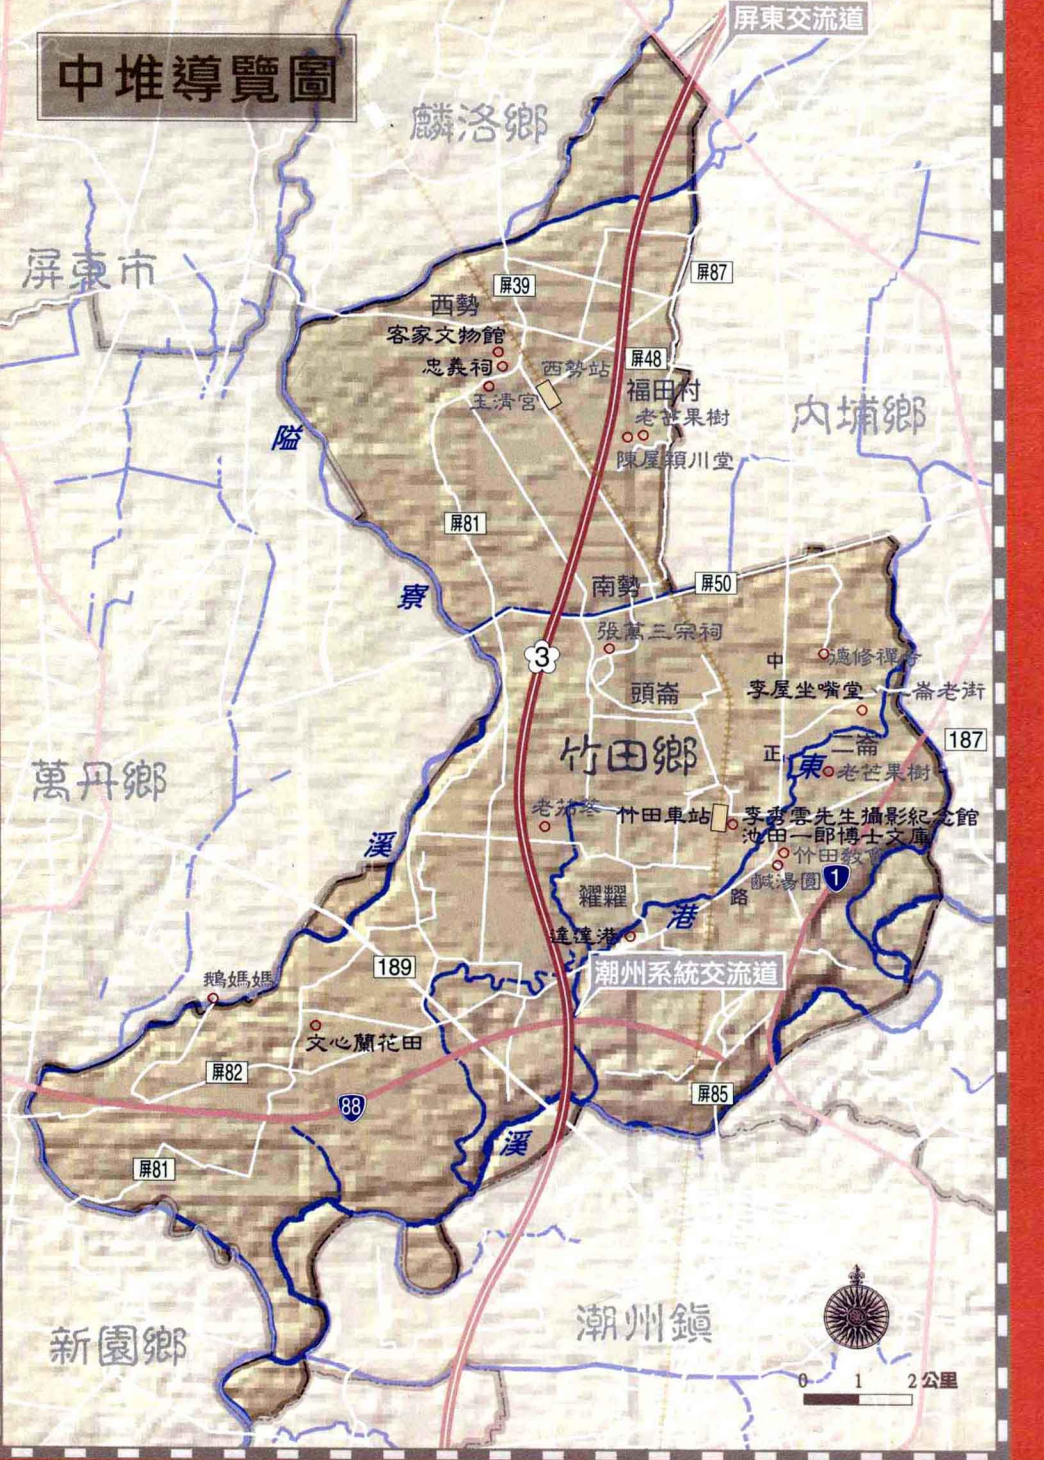 屏東交流道
中堆導覽圖
麟洛鄉
屏東市
屏87
屏39
西勢
客家文物館
忠義祠
西勢站
屏48
福田村
玉清宮
老芒果樹
內埔鄉
隘
陳屋潁川堂
屏81
南勢
屏50
寮
張萬三宗祠
3
中
德修禪寺
頭崙
李屋坐嘴堂
崙老街
187
竹田鄉
正
二崙
東
老芒果樹
萬丹鄉
竹田車站
李秀雲先生攝影紀念館
池田一郎博士文庫
溪
竹田教會
鹹湯圓
1
糶糴
路
港
達達港
189
潮州系統交流道
鵝媽媽
文心蘭花田
屏82
88
屏85
溪
屏81
新園鄉
潮州鎮
0 1 2公里